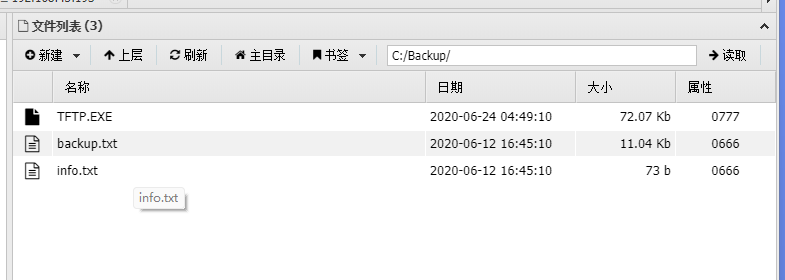 文件列表 (3)
新建 上层 刷新 主目录 书签 C:/Backup/ 读取
名称 日期 大小 属性
TFTP.EXE 2020-06-24 04:49:10 72.07 Kb 0777
backup.txt 2020-06-12 16:45:10 11.04 Kb 0666
info.txt 2020-06-12 16:45:10 73 b 0666
info.txt